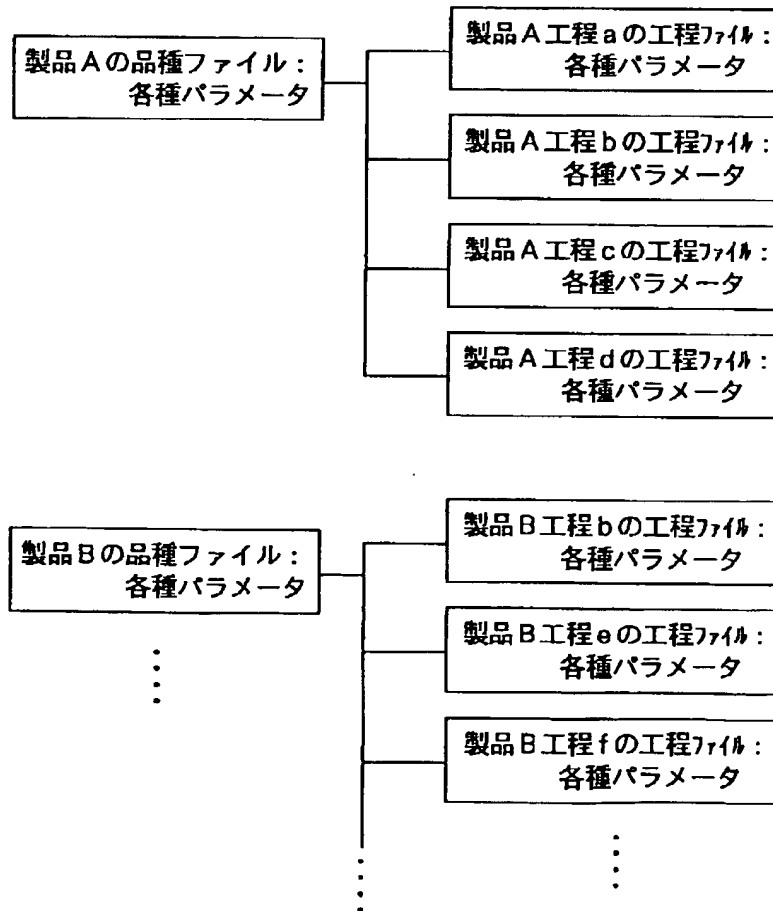 製品Aの品種ファイル：
各種パラメータ
製品A工程aの工程ﾌｧｲﾙ：
各種パラメータ
製品A工程bの工程ﾌｧｲﾙ：
各種パラメータ
製品A工程cの工程ﾌｧｲﾙ：
各種パラメータ
製品A工程dの工程ﾌｧｲﾙ：
各種パラメータ
製品Bの品種ファイル：
各種パラメータ
製品B工程bの工程ﾌｧｲﾙ：
各種パラメータ
製品B工程eの工程ﾌｧｲﾙ：
各種パラメータ
製品B工程fの工程ﾌｧｲﾙ：
各種パラメータ